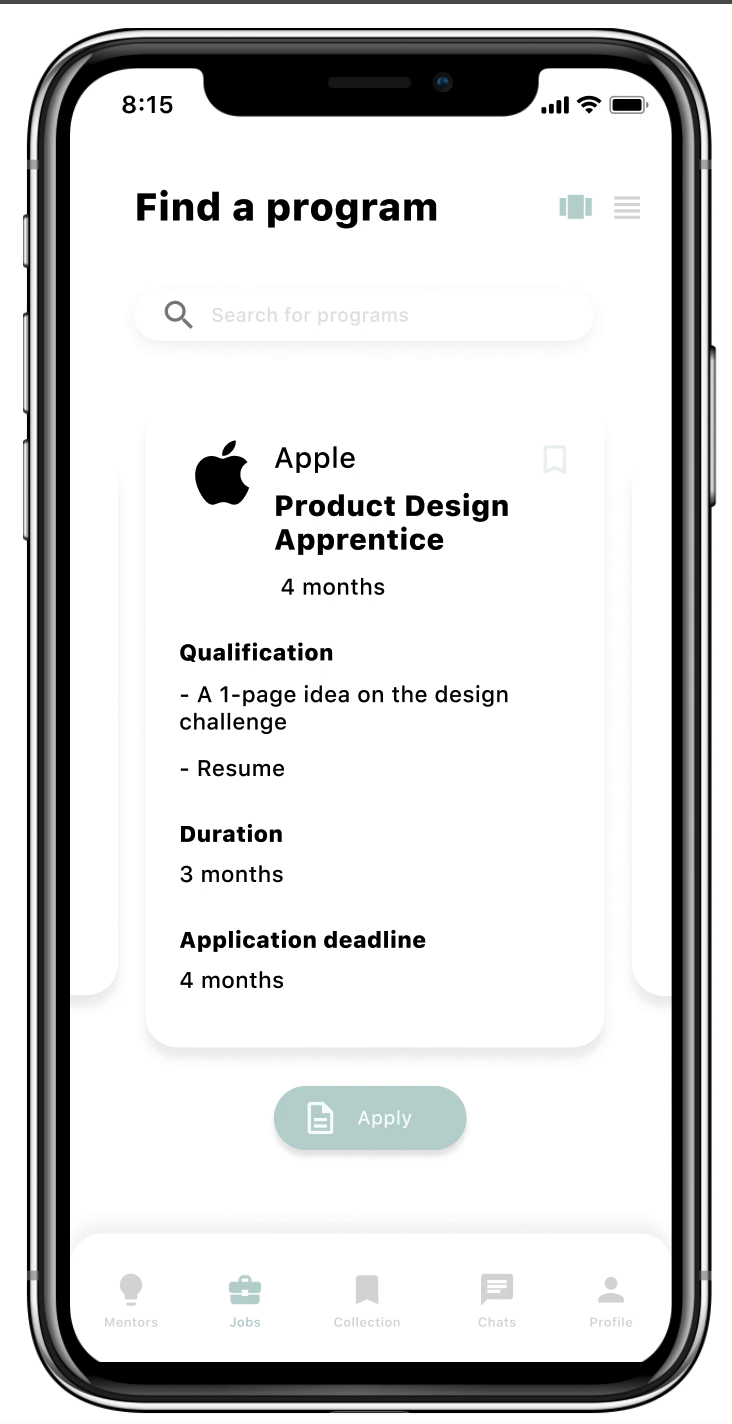 8:15
Find a program
Search for programs
Apple
Product Design
Apprentice
4 months
Qualification
- A 1-page idea on the design
challenge
- Resume
Duration
3 months
Application deadline
4 months
Apply
Mentors
Jobs
Collection
Chats
Profile